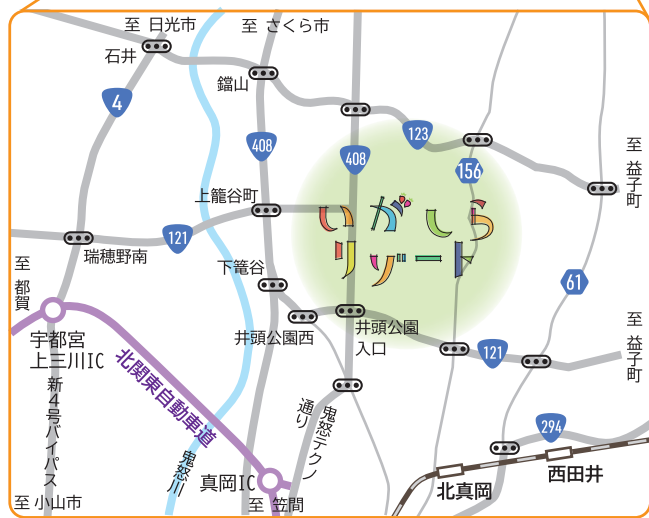 至 日光市
至 さくら市
石井
鐺山
4
123
408
408
156
至 益子町
上籠谷町
いがしら
リゾート
121
瑞穂野南
下篭谷
61
至 都賀
井頭公園西
井頭公園
入口
至 益子町
宇都宮
上三川IC
121
北関東自動車道
新4号バイパス
鬼怒テクノ
通り
294
鬼怒川
真岡IC
西田井
北真岡
至 小山市
至 笠間